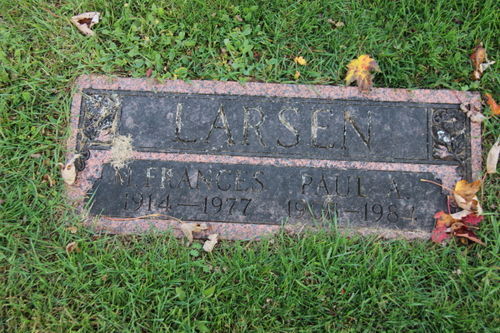 LARSEN
M. FRANCES PAUL A.
1914—1977